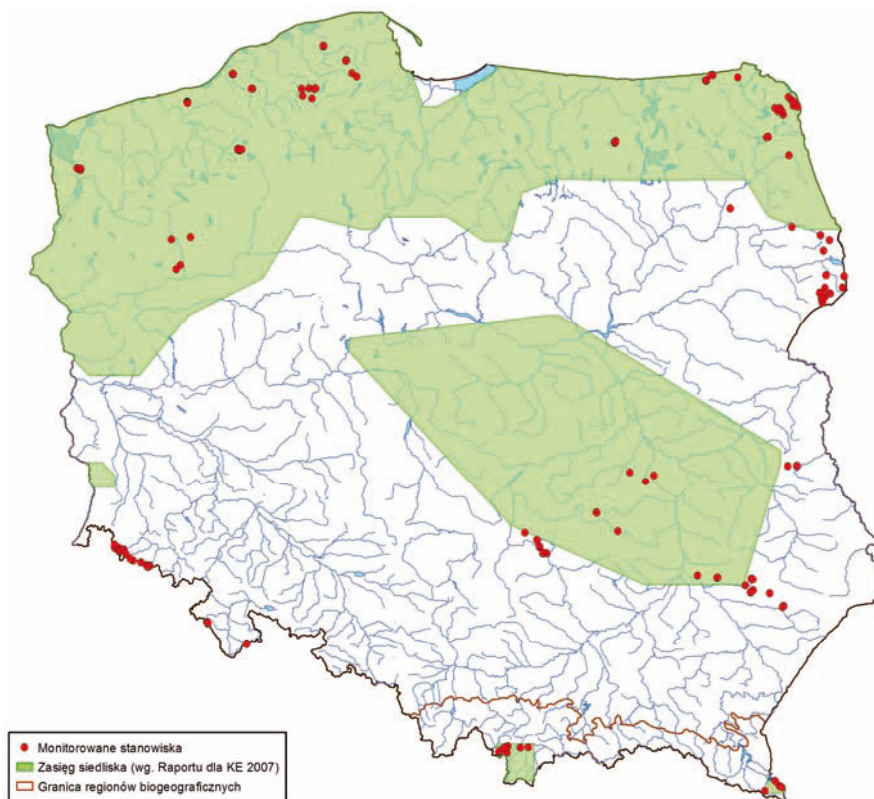 Monitorowane stanowiska
Zasięg siedliska (wg. Raportu dla KE 2007)
Granica regionów biogeograficznych